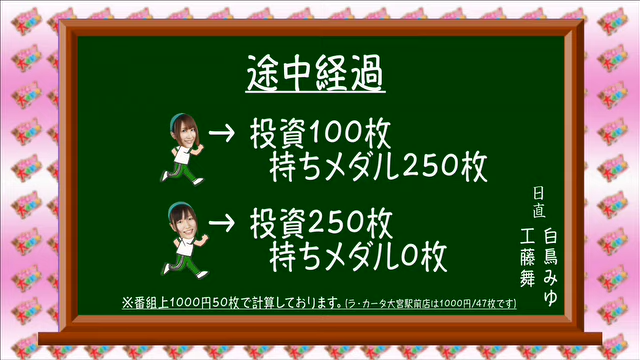 途中経過
→ 投資100枚
持ちメダル250枚
→ 投資250枚
持ちメダル0枚
日直
白鳥みゆ
工藤舞
※番組上1000円50枚で計算しております。(ラ・カータ大宮駅前店は1000円/47枚です)